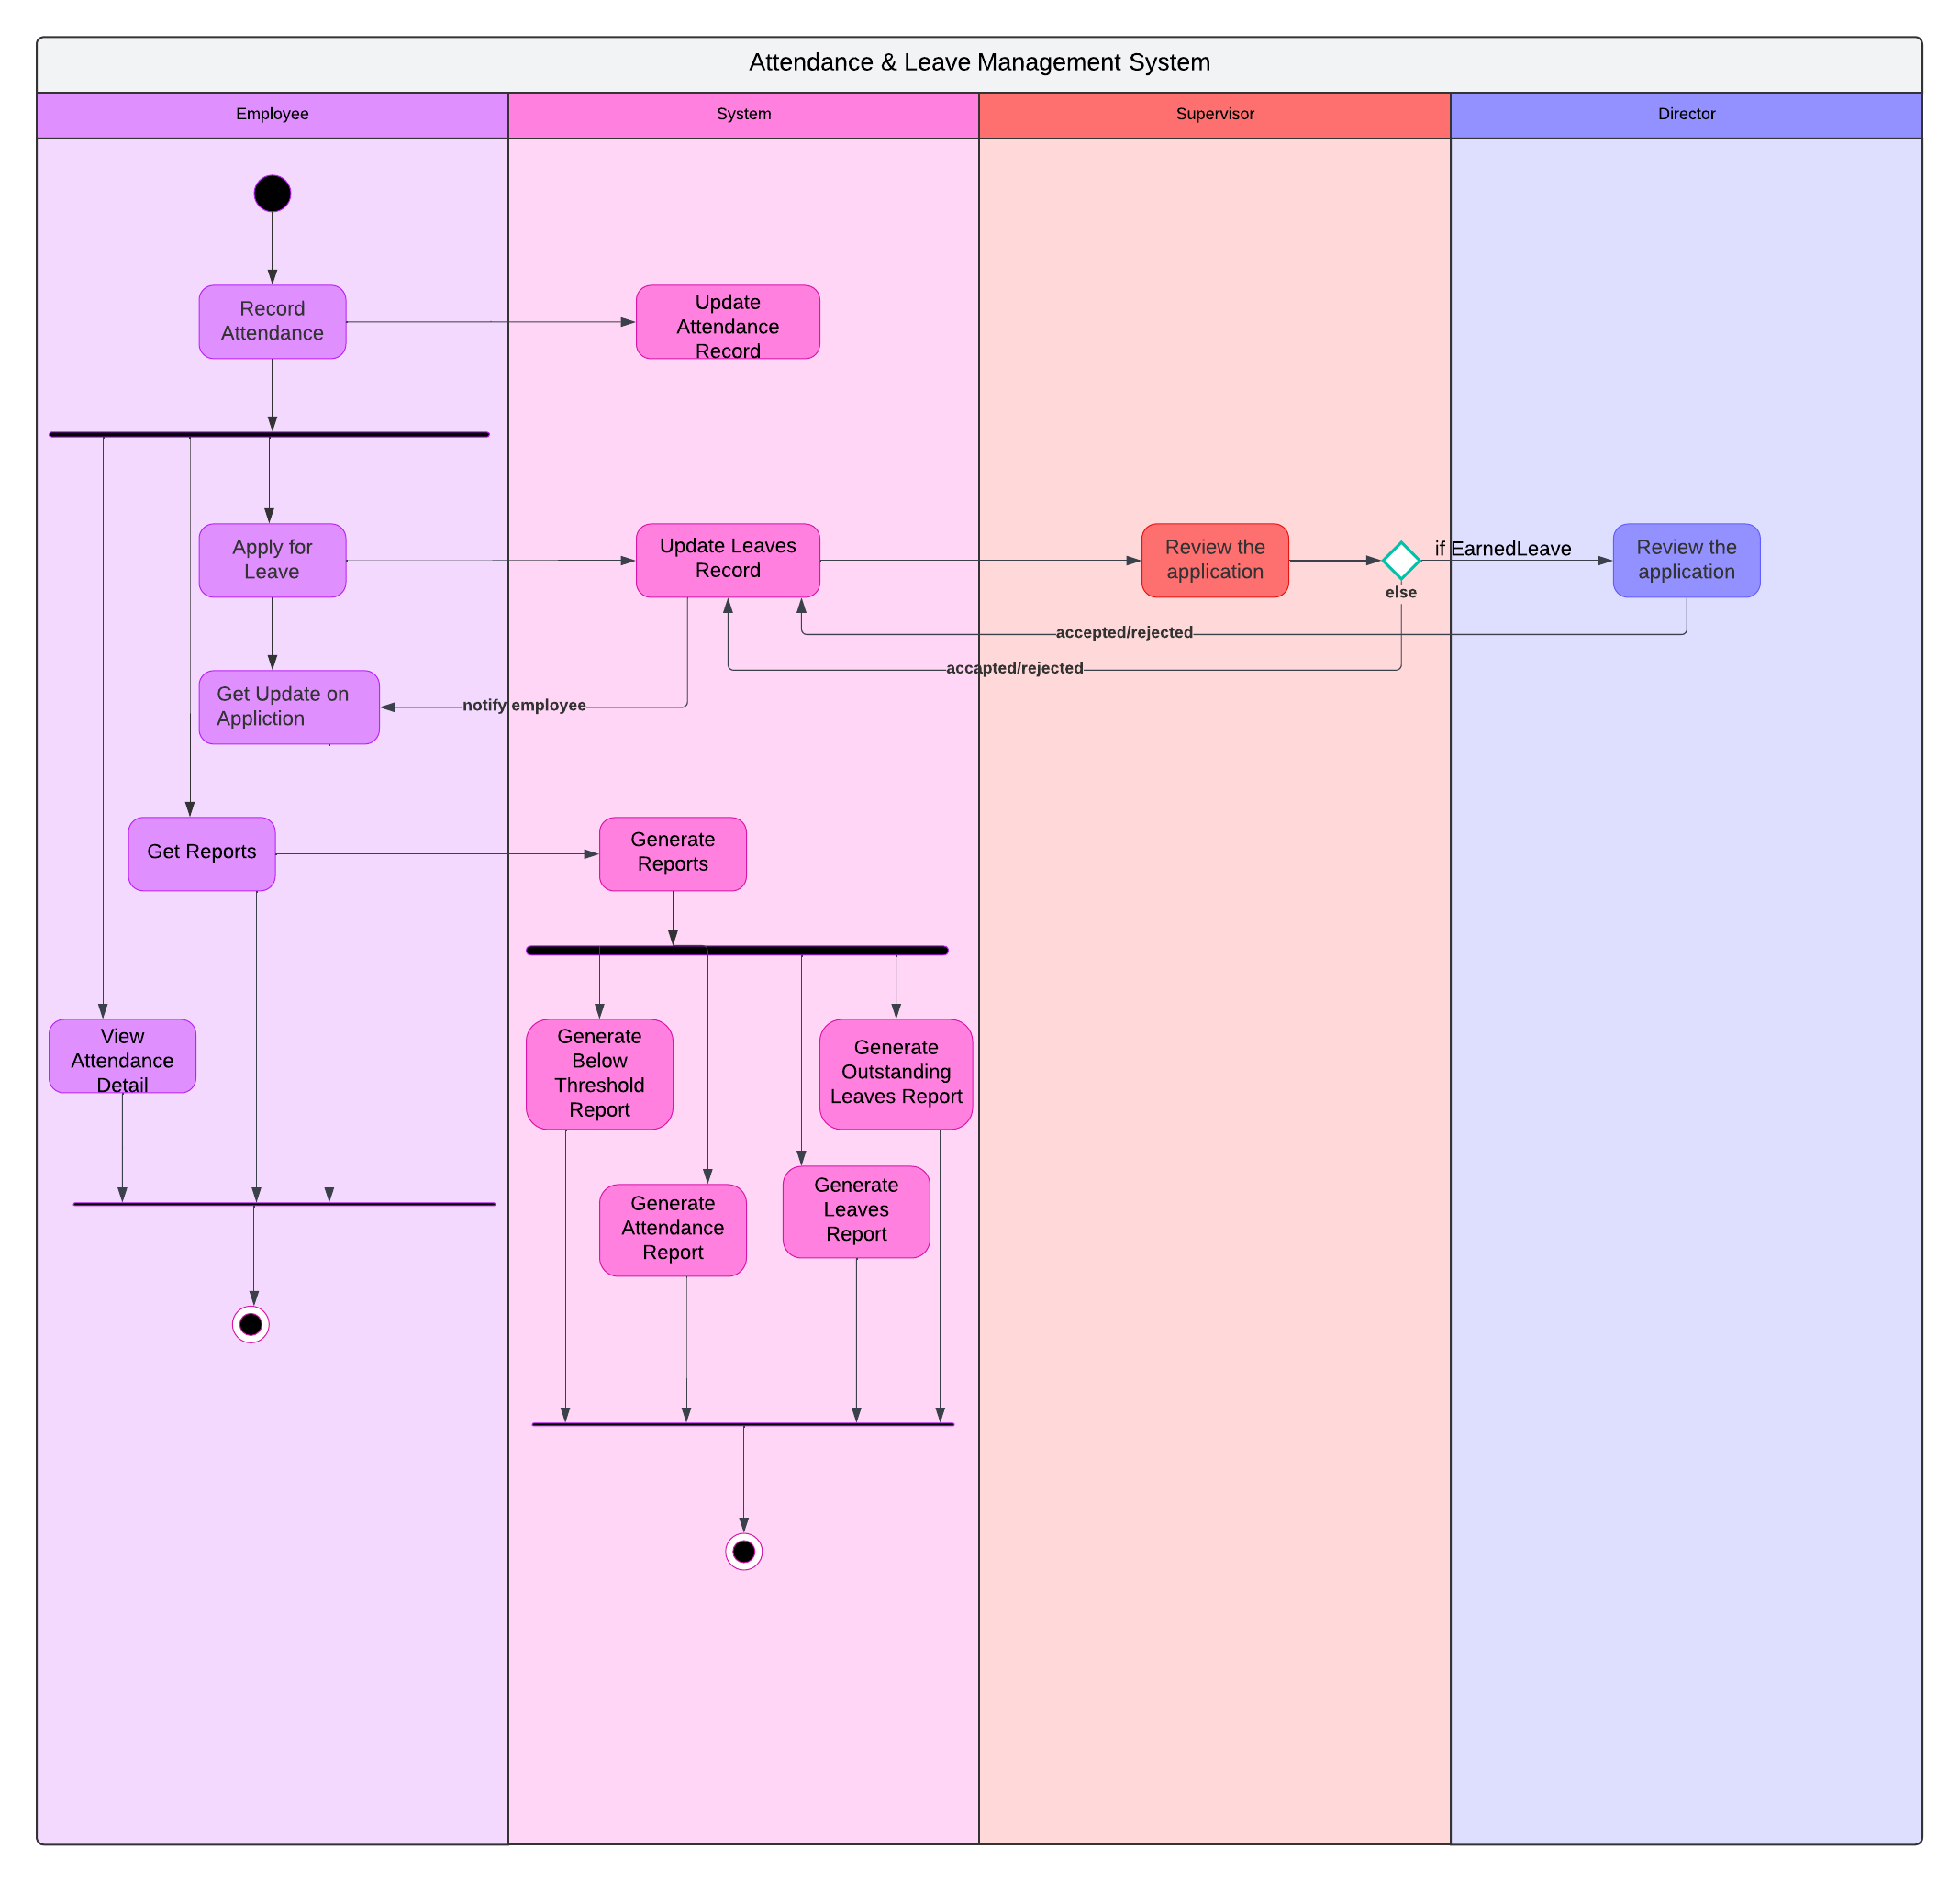 Attendance & Leave Management System
Employee
System
Supervisor
Director
Record
Attendance
Update
Attendance
Record
Apply for
Leave
Update Leaves
Record
Review the
application
if EarnedLeave
Review the
application
else
accepted/rejected
accapted/rejected
Get Update on
Appliction
notify employee
Get Reports
Generate
Reports
View
Attendance
Detail
Generate
Below
Threshold
Report
Generate
Outstanding
Leaves Report
Generate
Attendance
Report
Generate
Leaves
Report